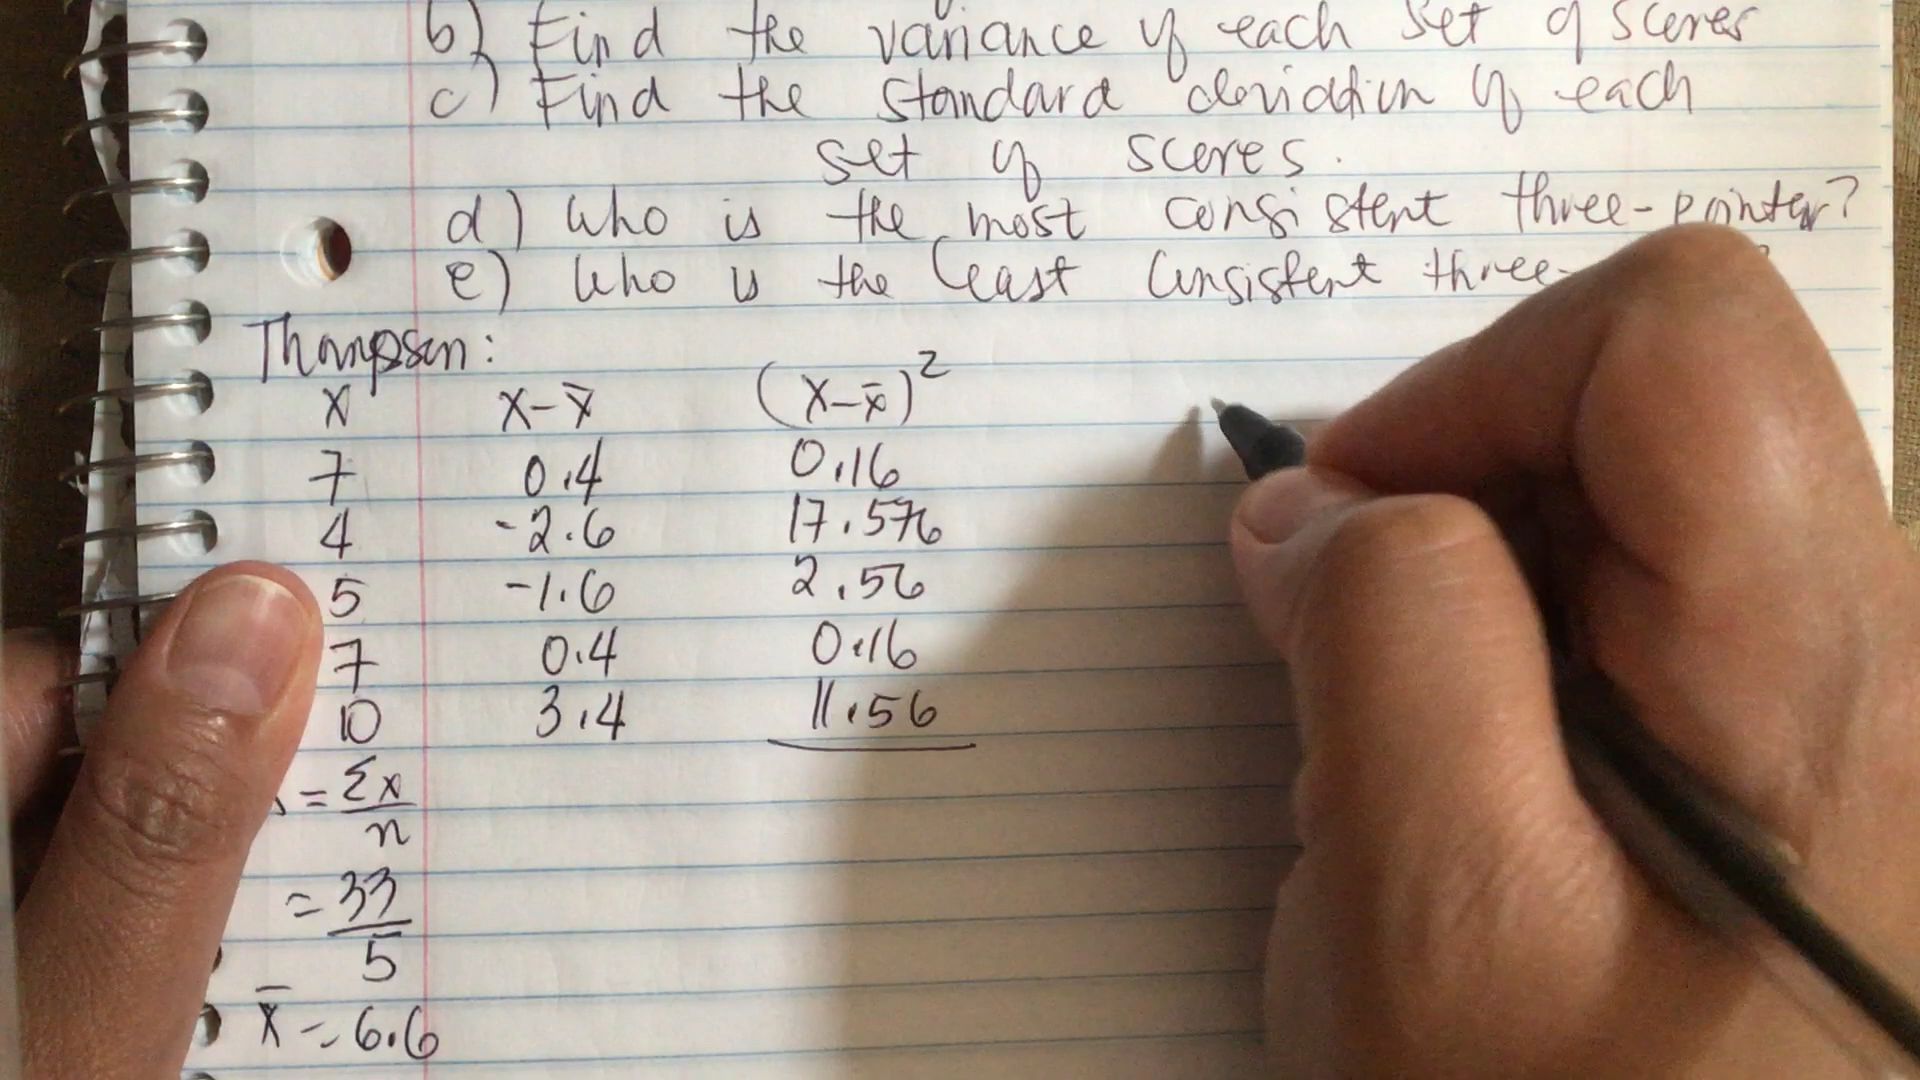 b) Find the variance of each set of scores
c) Find the standard deviation of each
set of scores.
d) Who is the most consistent three-pointer?
e) Who is the least consistent three-
Thompson:
x x-x̄ (x-x̄)²
7 0.4 0.16
4 -2.6 17.576
5 -1.6 2.56
7 0.4 0.16
10 3.4 11.56
= Σx
n
= 33
5
x̄ = 6.6